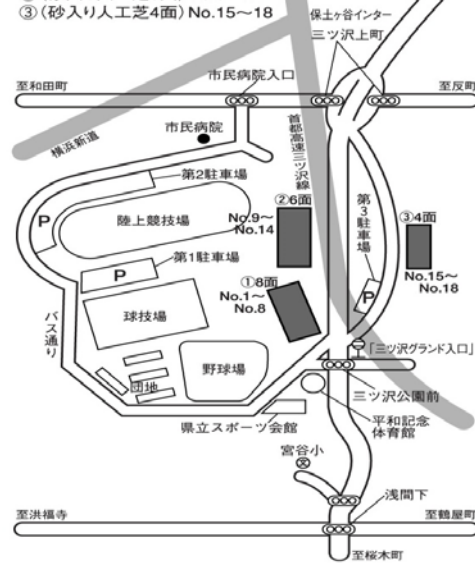 ③(砂入り人工芝4面)No.15~18
保土ヶ谷インター
三ツ沢上町
市民病院入口
至和田町
至反町
市民病院
横浜新道
首都高速三ツ沢線
第2駐車場
②6面
No.9~
No.14
第3駐車場
③4面
P
陸上競技場
第1駐車場
P
No.15~
No.18
①8面
No.1~
No.8
P
球技場
バス通り
「三ツ沢グランド入口」
野球場
団地
三ツ沢公園前
平和記念
体育館
県立スポーツ会館
宮谷小
浅間下
至洪福寺
至鶴屋町
至桜木町